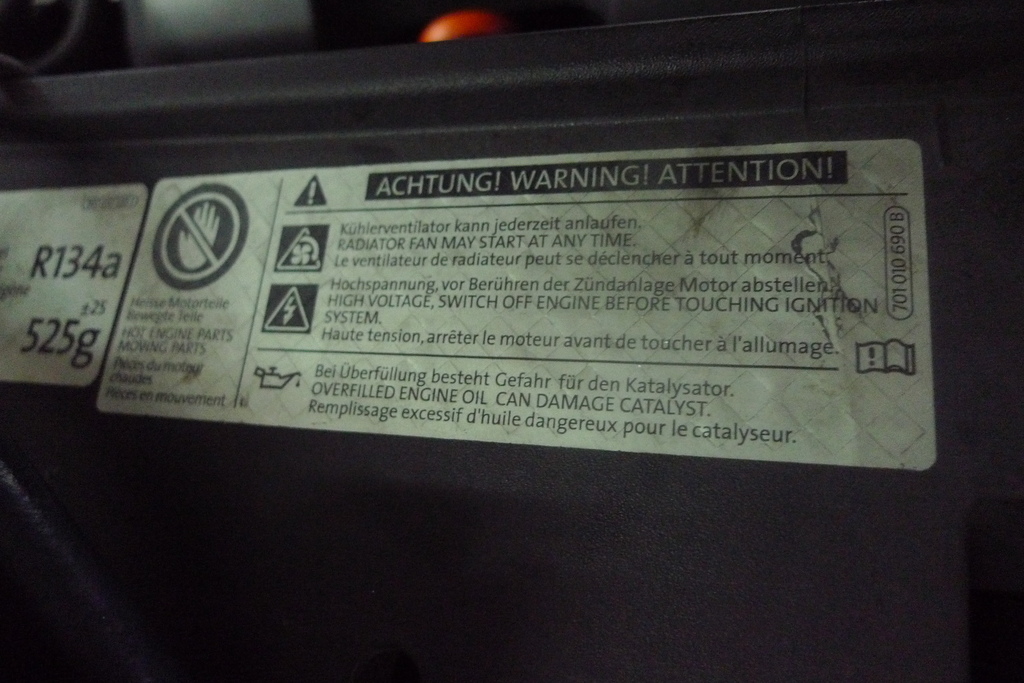 R134a
±25
525g
Heisse Motorteile
bewegte Teile
HOT ENGINE PARTS
MOVING PARTS
Pièces du moteur
chaudes
Pièces en mouvement
ACHTUNG! WARNING! ATTENTION!
Kühlerventilator kann jederzeit anlaufen.
RADIATOR FAN MAY START AT ANY TIME.
Le ventilateur de radiateur peut se déclencher à tout moment.
Hochspannung, vor Berühren der Zündanlage Motor abstellen.
HIGH VOLTAGE, SWITCH OFF ENGINE BEFORE TOUCHING IGNITION
SYSTEM.
Haute tension, arrêter le moteur avant de toucher à l'allumage.
Bei Überfüllung besteht Gefahr für den Katalysator.
OVERFILLED ENGINE OIL CAN DAMAGE CATALYST.
Remplissage excessif d'huile dangereux pour le catalyseur.
701 010 690 B